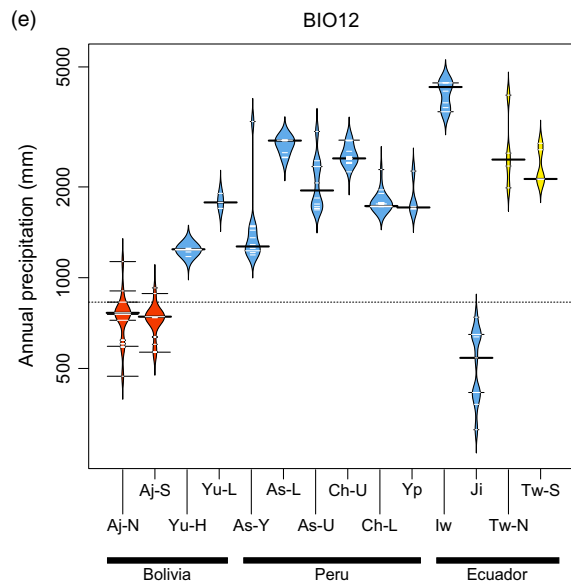 (e)
BIO12
Annual precipitation (mm)
5000
2000
1000
500
Aj-S Yu-L As-L Ch-U Yp Ji Tw-S
Aj-N Yu-H As-Y As-U Ch-L Iw Tw-N
Bolivia Peru Ecuador